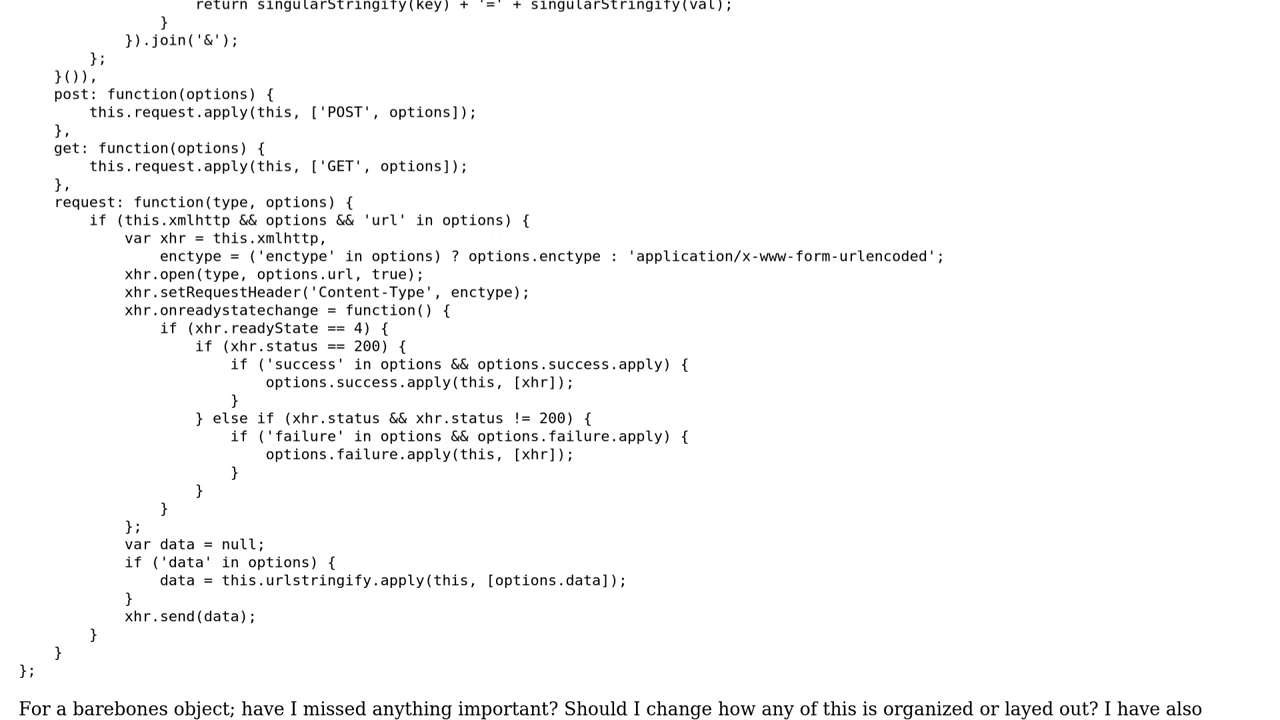 return singularStringify(key) + '=' + singularStringify(val);
                }
            }).join('&');
        };
    }()),
    post: function(options) {
        this.request.apply(this, ['POST', options]);
    },
    get: function(options) {
        this.request.apply(this, ['GET', options]);
    },
    request: function(type, options) {
        if (this.xmlhttp && options && 'url' in options) {
            var xhr = this.xmlhttp,
                enctype = ('enctype' in options) ? options.enctype : 'application/x-www-form-urlencoded';
            xhr.open(type, options.url, true);
            xhr.setRequestHeader('Content-Type', enctype);
            xhr.onreadystatechange = function() {
                if (xhr.readyState == 4) {
                    if (xhr.status == 200) {
                        if ('success' in options && options.success.apply) {
                            options.success.apply(this, [xhr]);
                        }
                    } else if (xhr.status && xhr.status != 200) {
                        if ('failure' in options && options.failure.apply) {
                            options.failure.apply(this, [xhr]);
                        }
                    }
                }
            };
            var data = null;
            if ('data' in options) {
                data = this.urlstringify.apply(this, [options.data]);
            }
            xhr.send(data);
        }
    }
};
For a barebones object; have I missed anything important? Should I change how any of this is organized or layed out? I have also